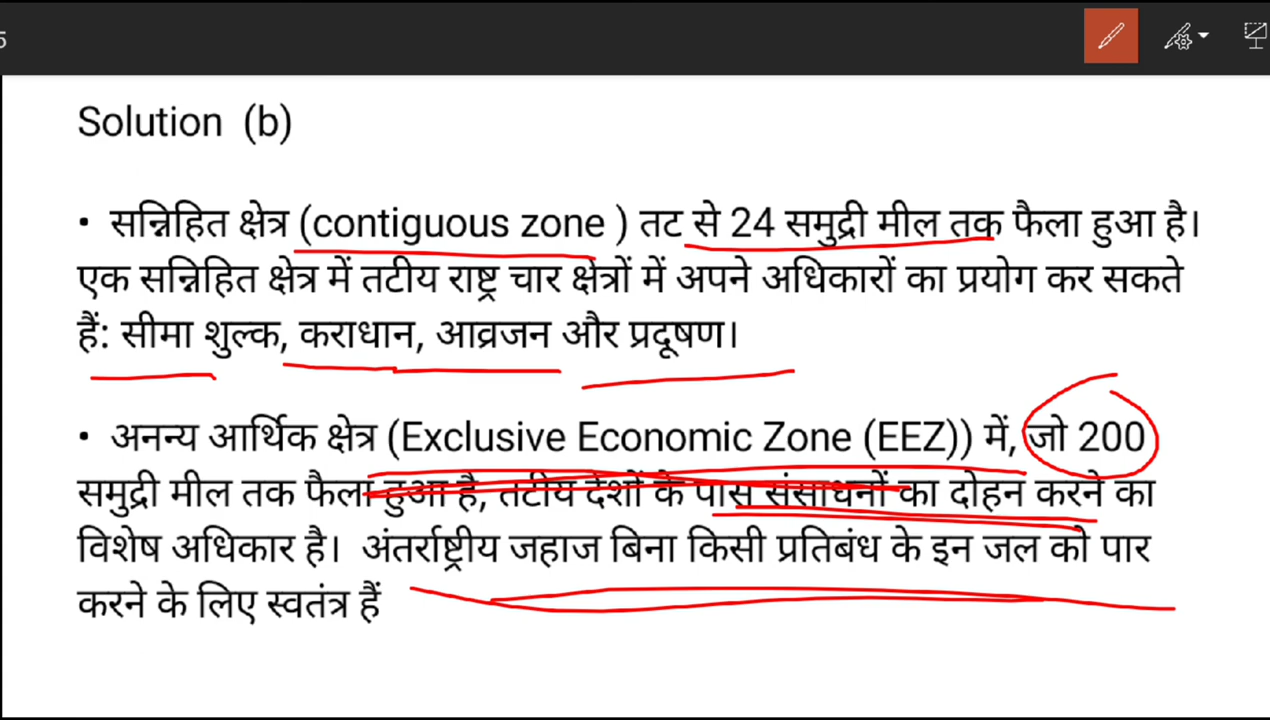 5
Solution (b)
• सन्निहित क्षेत्र (contiguous zone ) तट से 24 समुद्री मील तक फैला हुआ है।
एक सन्निहित क्षेत्र में तटीय राष्ट्र चार क्षेत्रों में अपने अधिकारों का प्रयोग कर सकते
हैं: सीमा शुल्क, कराधान, आव्रजन और प्रदूषण।
• अनन्य आर्थिक क्षेत्र (Exclusive Economic Zone (EEZ)) में, जो 200
समुद्री मील तक फैला हुआ है, तटीय देशों के पास संसाधनों का दोहन करने का
विशेष अधिकार है। अंतर्राष्ट्रीय जहाज बिना किसी प्रतिबंध के इन जल को पार
करने के लिए स्वतंत्र हैं